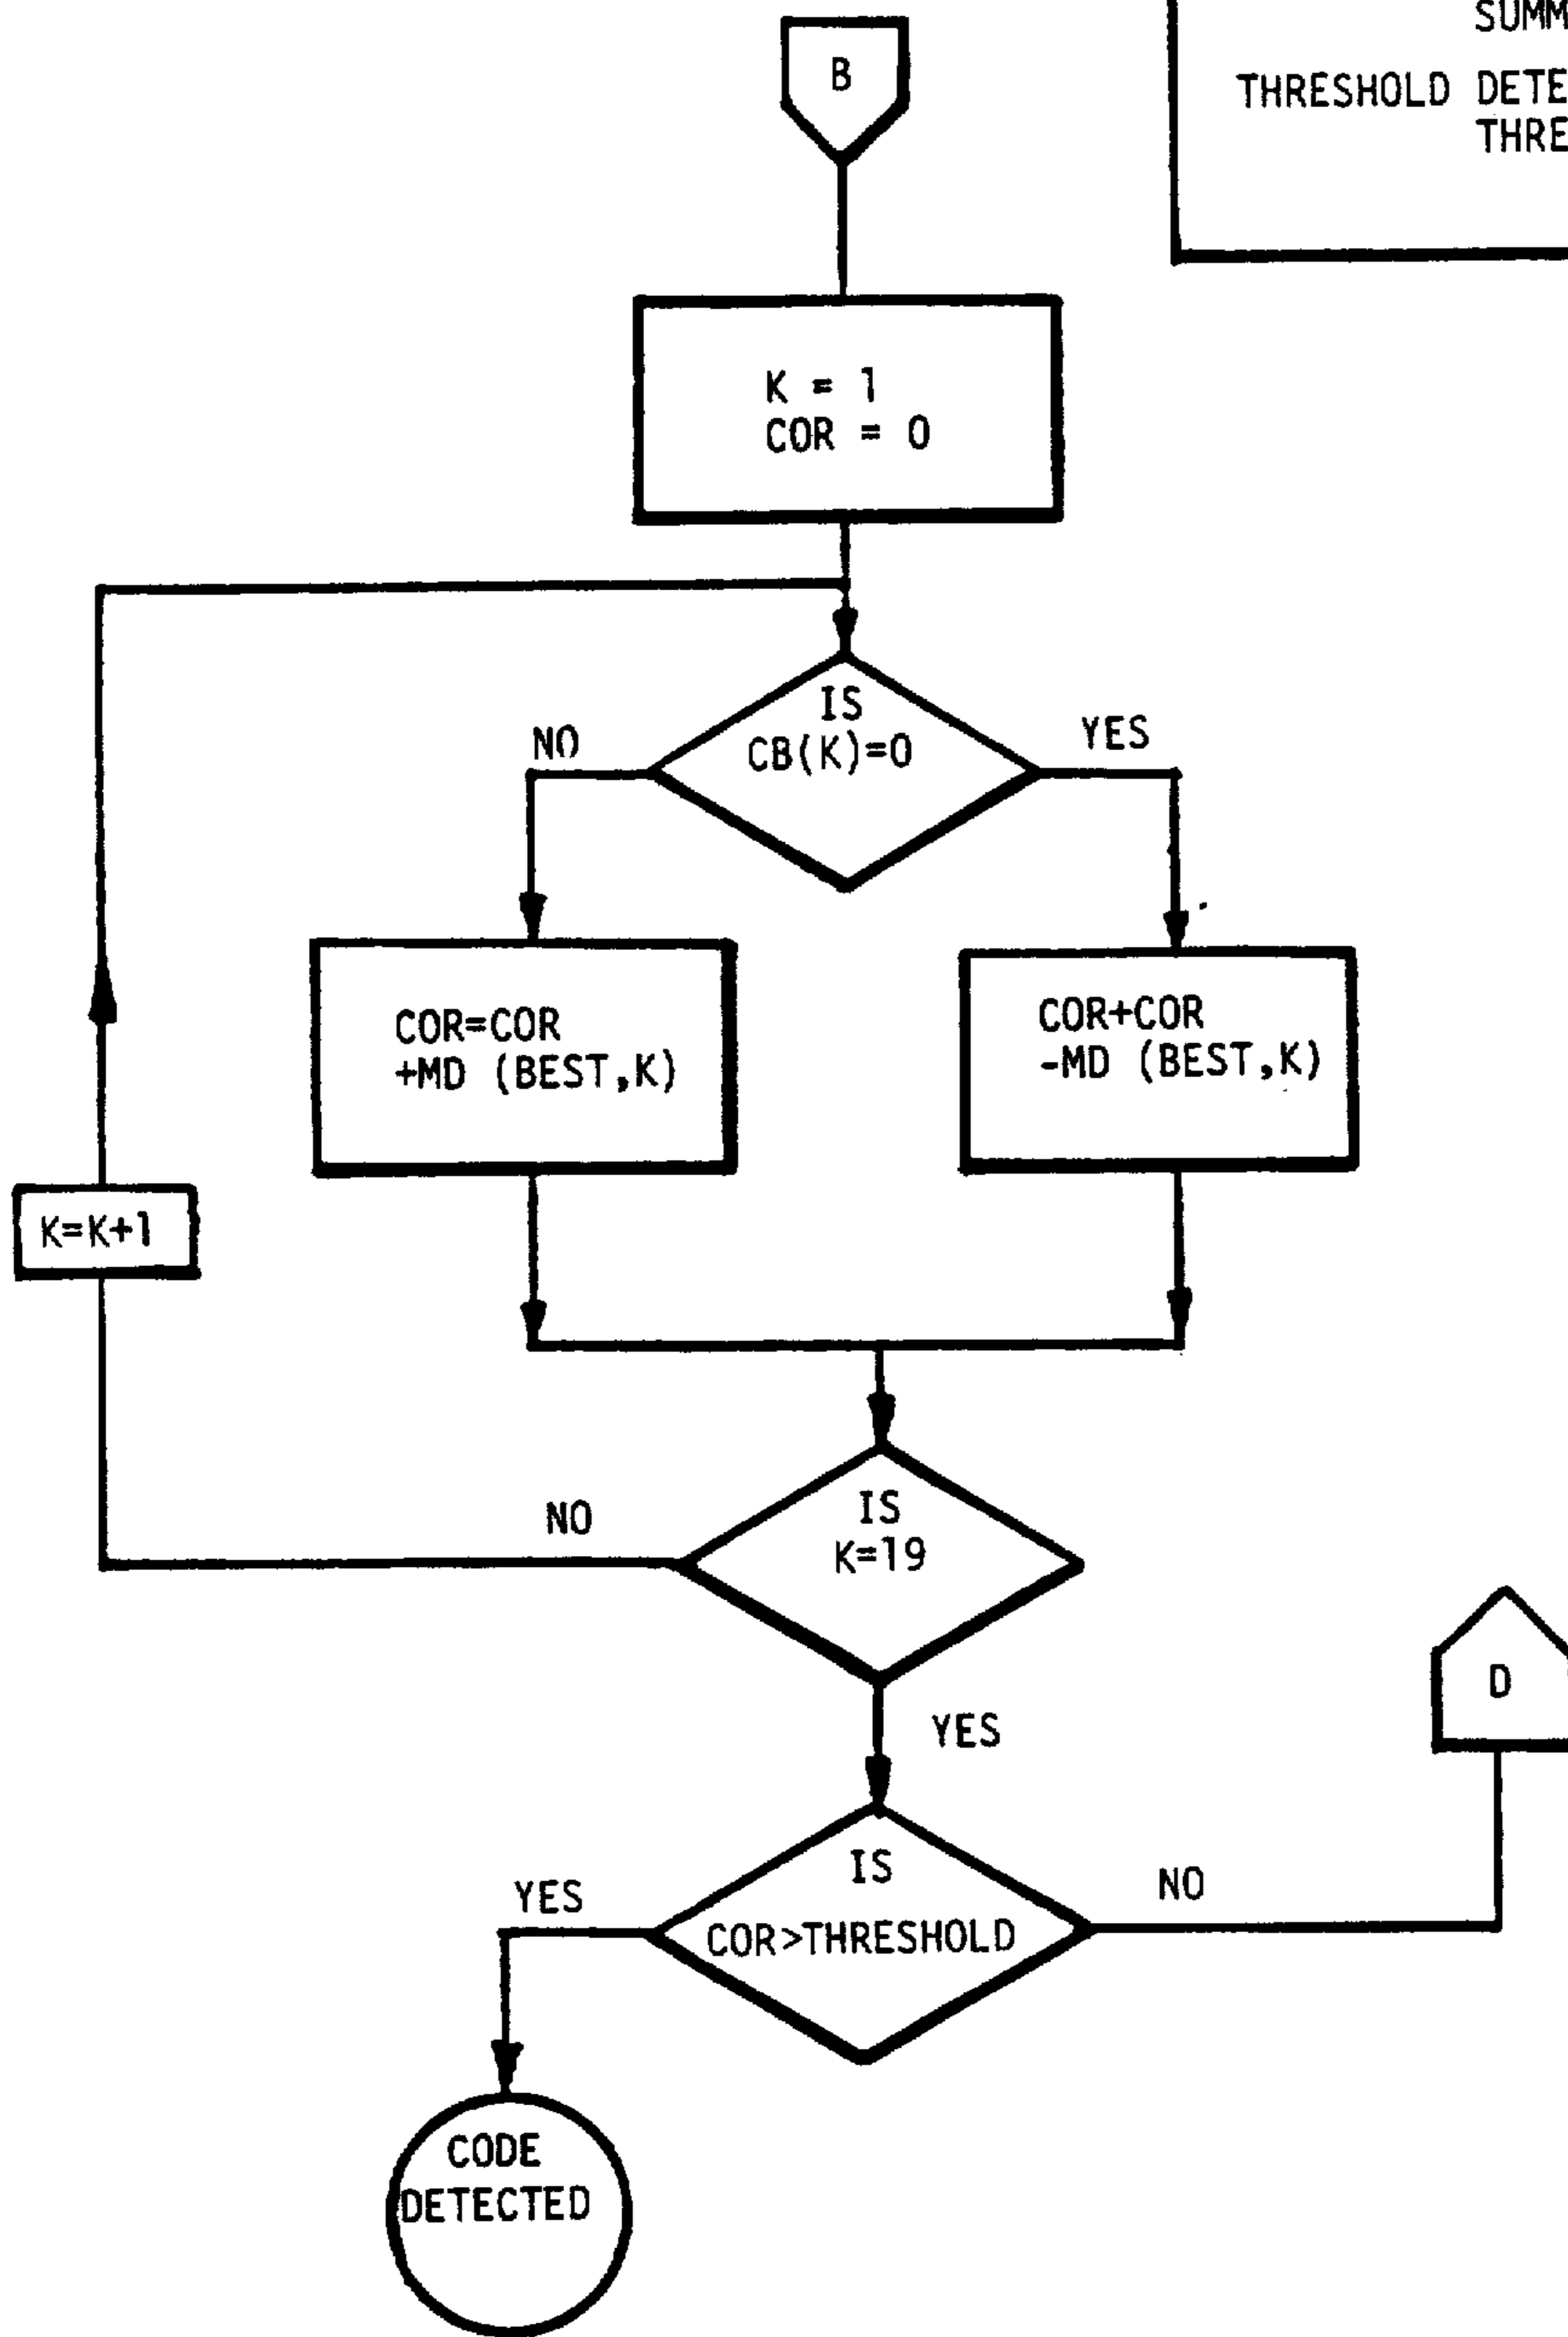 SUMM
THRESHOLD DETE
THRE
B
K = 1
COR = 0
IS
CB(K)=0
NO
YES
COR=COR
+MD (BEST,K)
COR+COR
-MD (BEST,K)
K=K+1
IS
K=19
NO
YES
D
IS
COR>THRESHOLD
YES
NO
CODE
DETECTED